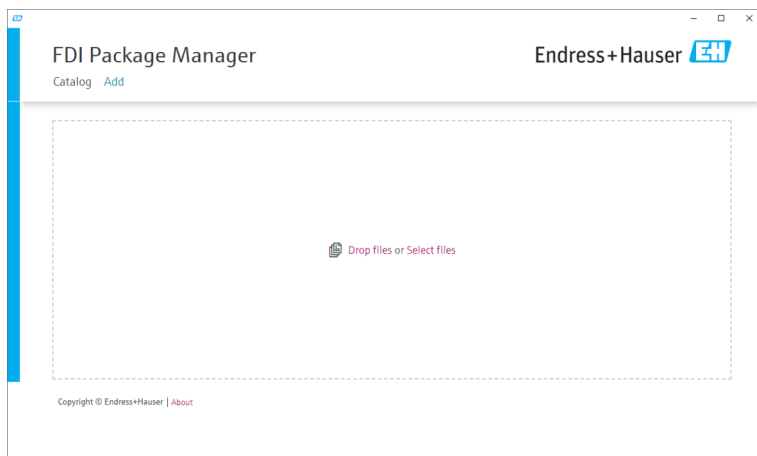 EH
FDI Package Manager
Endress+Hauser EH
Catalog Add
Drop files or Select files
Copyright © Endress+Hauser | About